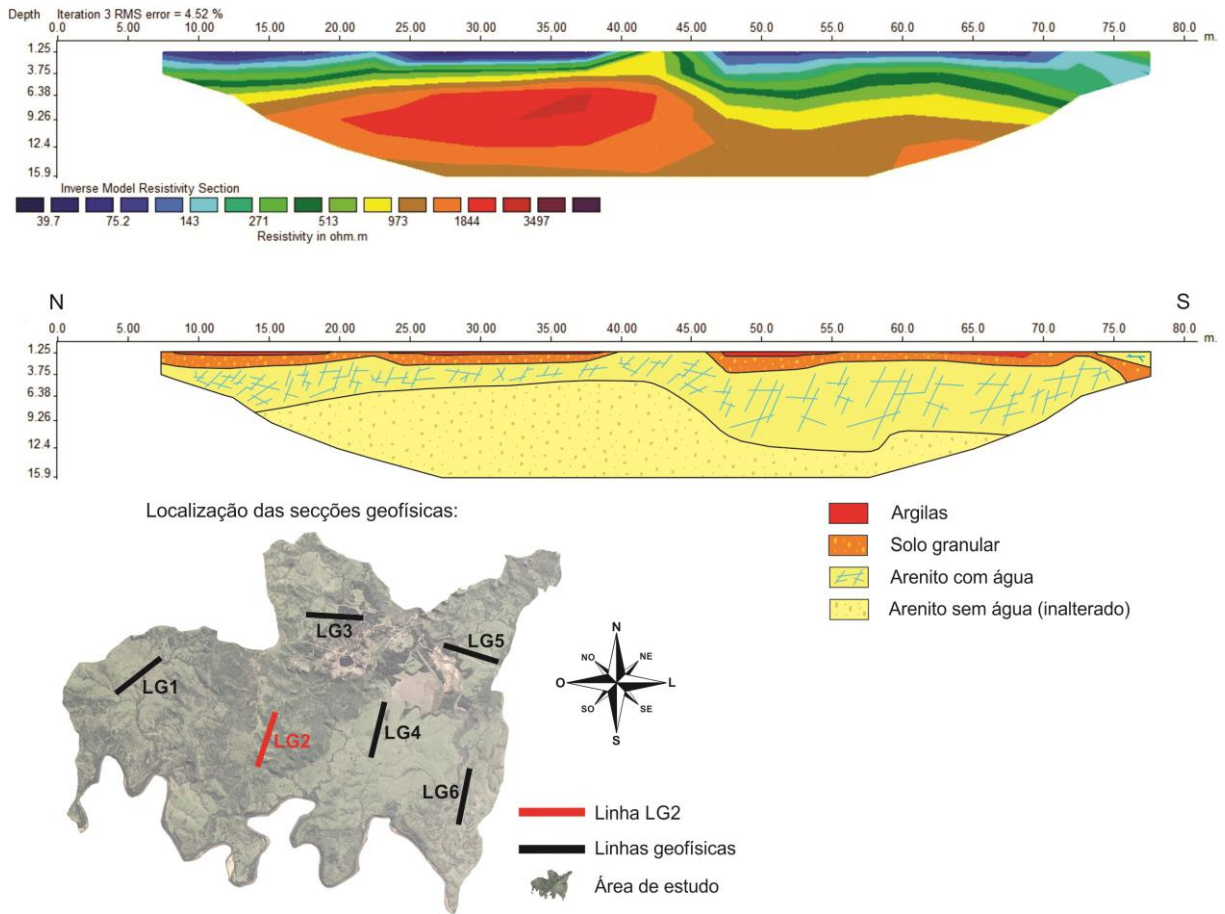 Depth Iteration 3 RMS error = 4.52 %
0.0 5.00 10.00 15.00 20.00 25.00 30.00 35.00 40.00 45.00 50.0 55.0 60.0 65.0 70.0 75.0 80.0 m.
1.25
3.75
6.38
9.26
12.4
15.9
Inverse Model Resistivity Section
39.7 75.2 143 271 513 973 1844 3497
Resistivity in ohm.m
N S
0.0 5.00 10.00 15.00 20.00 25.00 30.00 35.00 40.00 45.00 50.0 55.0 60.0 65.0 70.0 75.0 80.0 m.
1.25
3.75
6.38
9.26
12.4
15.9
Localização das secções geofísicas:
Argilas
Solo granular
Arenito com água
Arenito sem água (inalterado)
LG3
LG5
LG1
LG2
LG4
LG6
N
NO NE
O L
SO SE
S
Linha LG2
Linhas geofísicas
Área de estudo